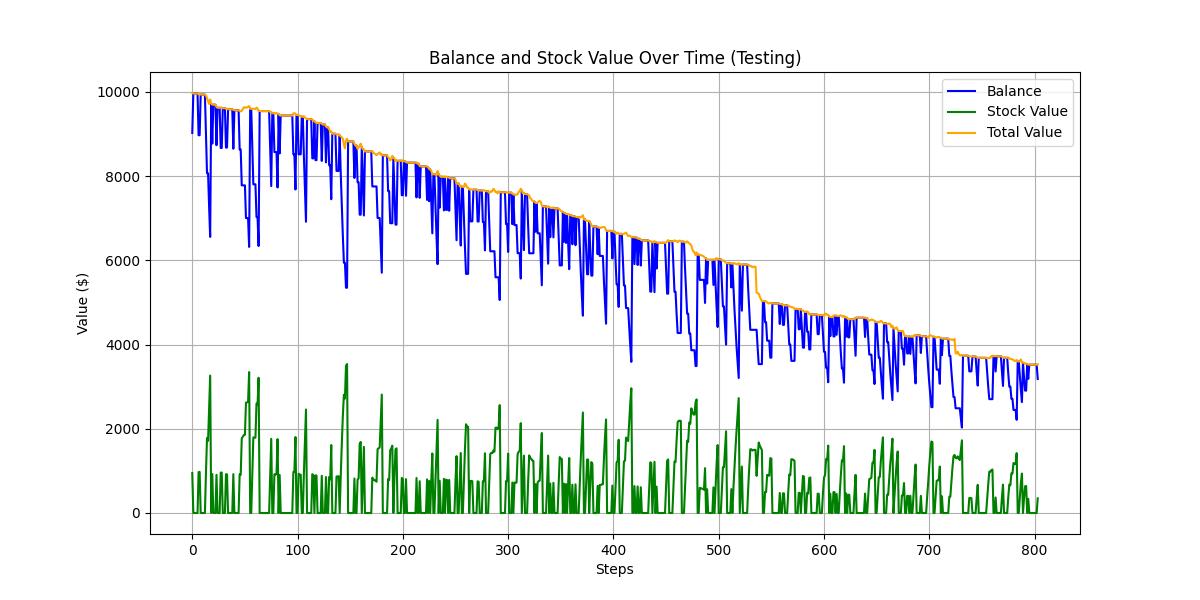 Balance and Stock Value Over Time (Testing)
Balance
Stock Value
Total Value
Value ($)
10000
8000
6000
4000
2000
0
0 100 200 300 400 500 600 700 800
Steps